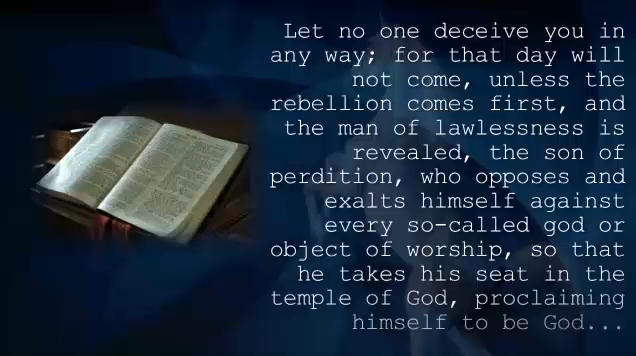 Let no one deceive you in
any way; for that day will
not come, unless the
rebellion comes first, and
the man of lawlessness is
revealed, the son of
perdition, who opposes and
exalts himself against
every so-called god or
object of worship, so that
he takes his seat in the
temple of God, proclaiming
himself to be God...